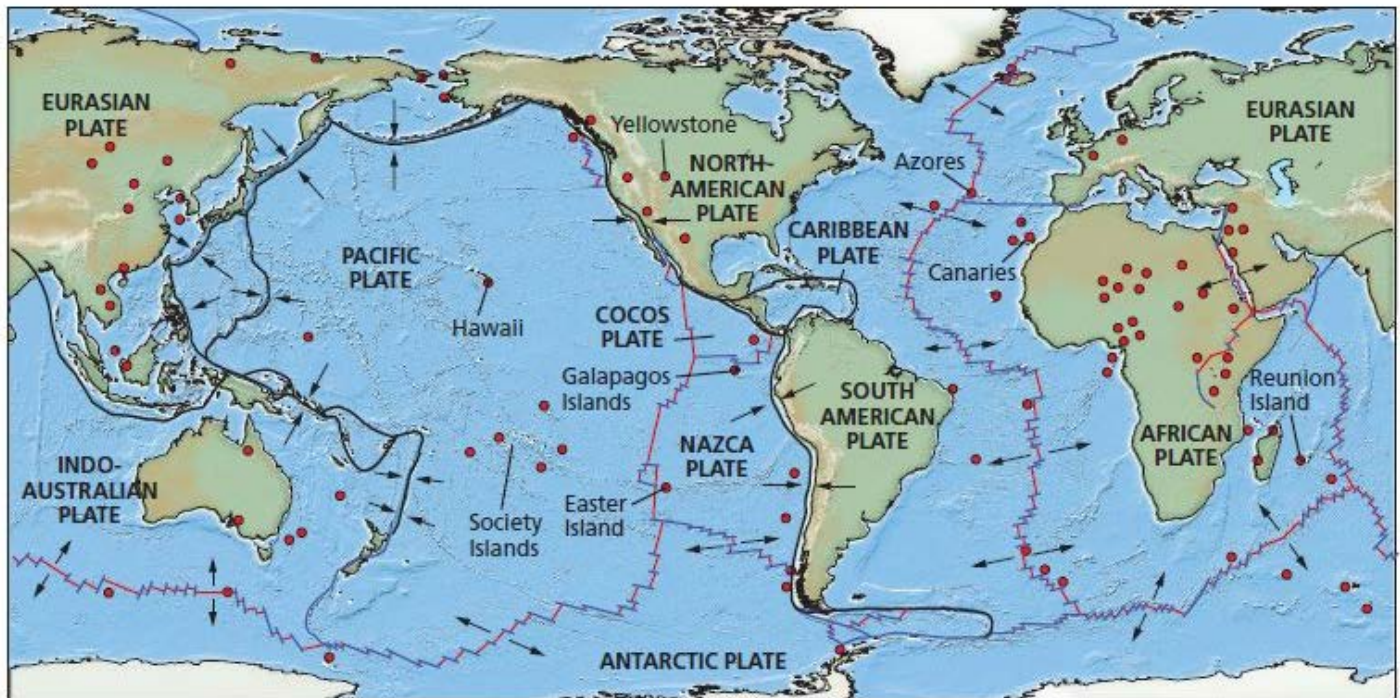 EURASIAN
PLATE
Yellowstone
NORTH-
AMERICAN
PLATE
Azores
EURASIAN
PLATE
PACIFIC
PLATE
CARIBBEAN
PLATE
Canaries
Hawaii
COCOS
PLATE
Galapagos
Islands
SOUTH
AMERICAN
PLATE
Reunion
Island
AFRICAN
PLATE
INDO-
AUSTRALIAN
PLATE
NAZCA
PLATE
Society
Islands
Easter
Island
ANTARCTIC PLATE